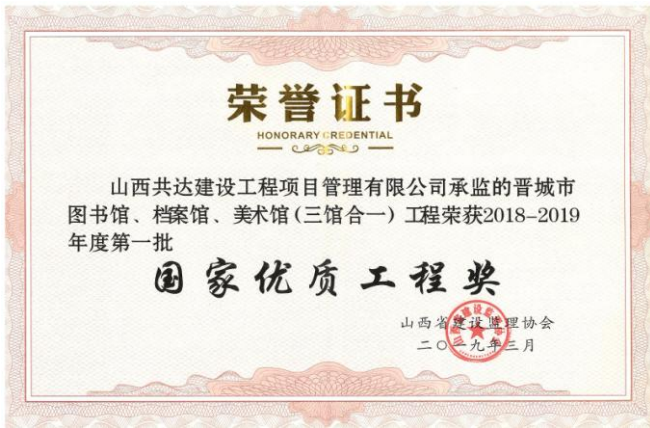 荣誉证书
HONORARY CREDENTIAL
山西共达建设工程项目管理有限公司承监的晋城市
图书馆、档案馆、美术馆(三馆合一)工程荣获2018-2019
年度第一批
国家优质工程奖
山西省建设监理协会
二〇一九年三月